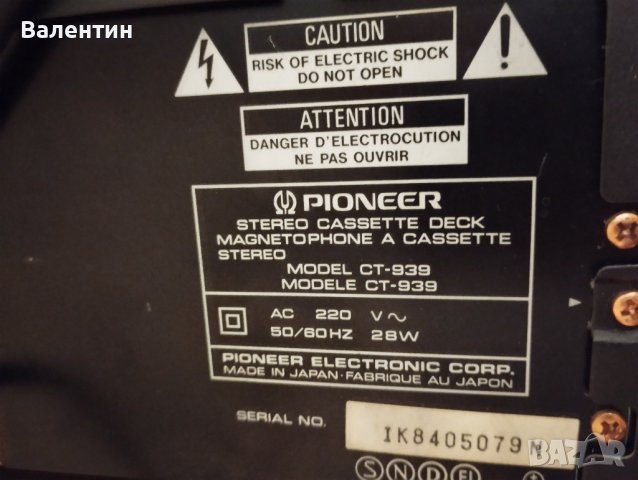 Валентин
CAUTION
RISK OF ELECTRIC SHOCK
DO NOT OPEN
ATTENTION
DANGER D'ELECTROCUTION
NE PAS OUVRIR
PIONEER
STEREO CASSETTE DECK
MAGNETOPHONE A CASSETTE
STEREO
MODEL CT-939
MODELE CT-939
AC 220 V~
50/60HZ 28W
PIONEER ELECTRONIC CORP.
MADE IN JAPAN·FABRIQUE AU JAPON
SERIAL NO.
IK8405079
S N D FI
BAZAR